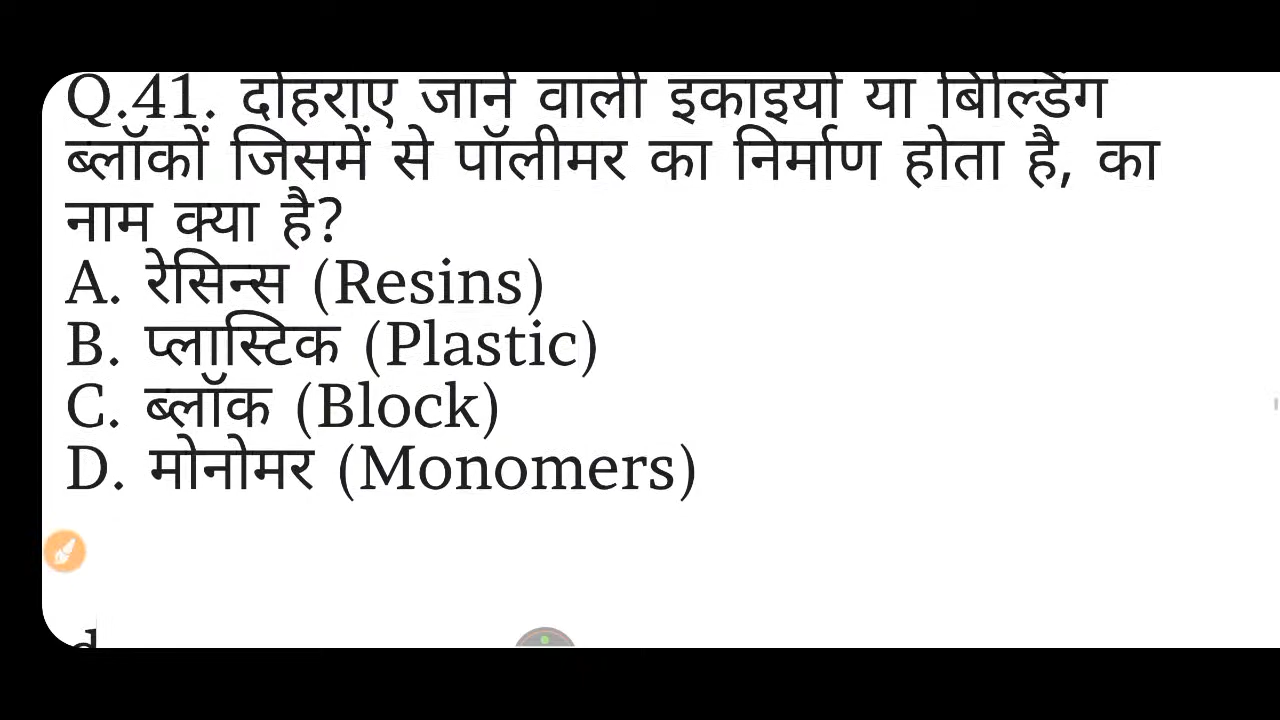 Q.41. दोहराए जाने वाली इकाइयों या बिल्डिंग
ब्लॉकों जिसमें से पॉलीमर का निर्माण होता है, का
नाम क्या है?
A. रेसिन्स (Resins)
B. प्लास्टिक (Plastic)
C. ब्लॉक (Block)
D. मोनोमर (Monomers)